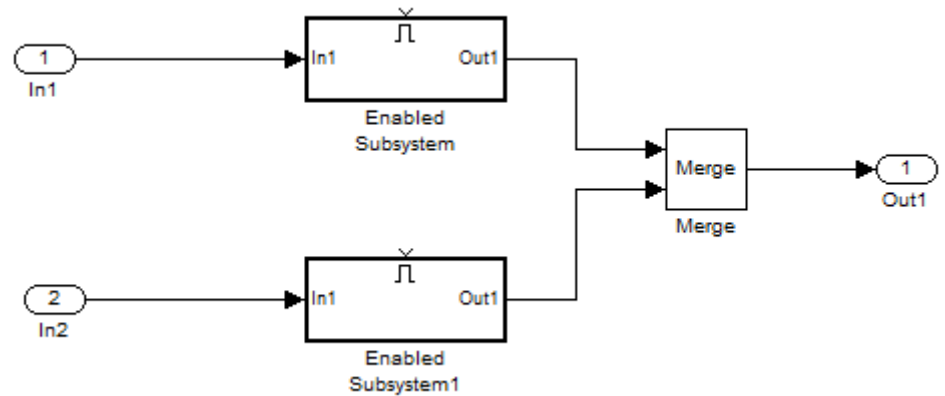 1
In1
In1
Out1
Enabled
Subsystem
Merge
Merge
1
Out1
2
In2
In1
Out1
Enabled
Subsystem1